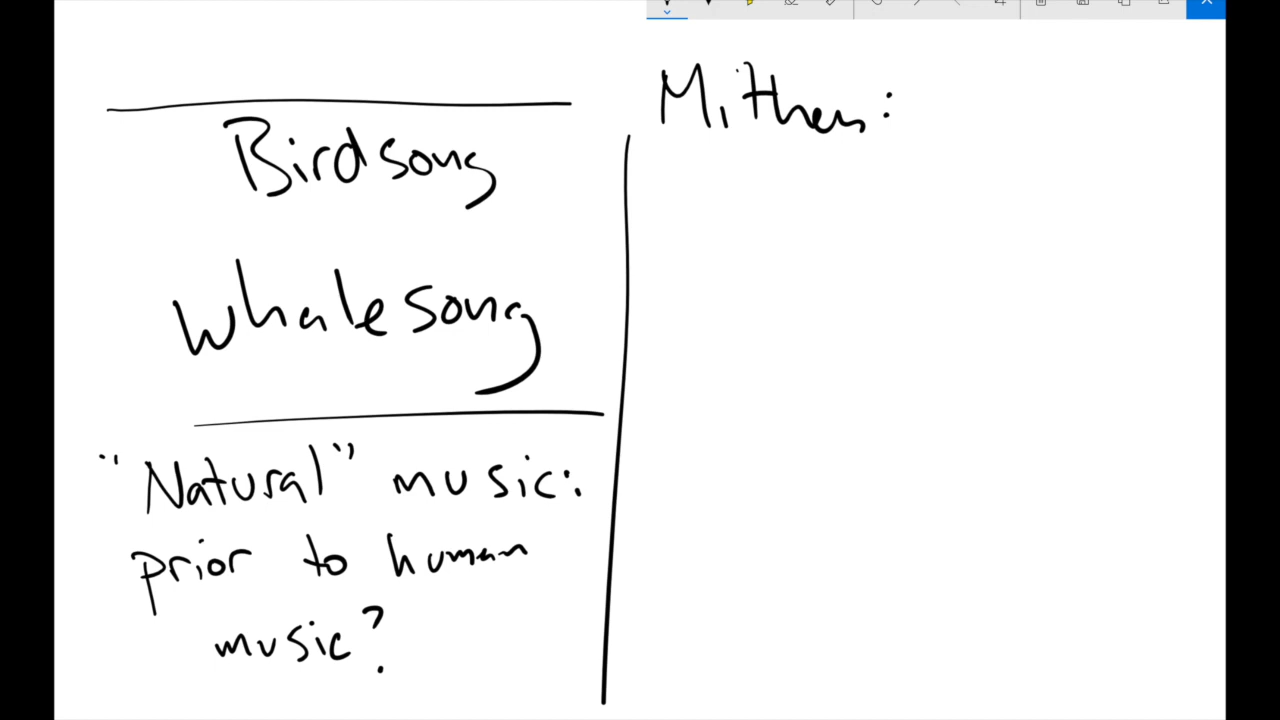 Birdsong
Whalesong
"Natural" music:
prior to human
music?
Mithen: